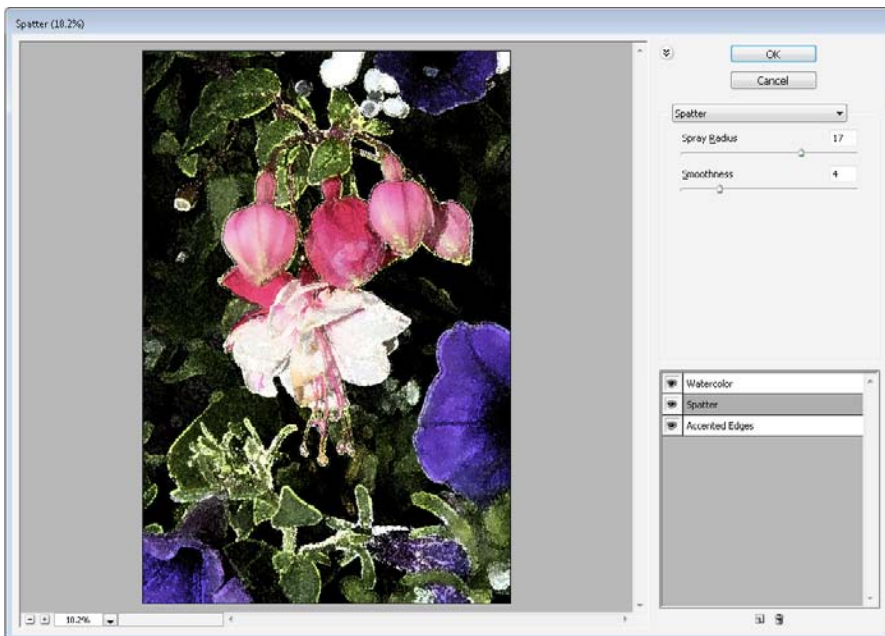 Spatter (10.2%)
OK
Cancel
Spatter
Spray Radius 17
Smoothness 4
Watercolor
Spatter
Accented Edges
10.2%